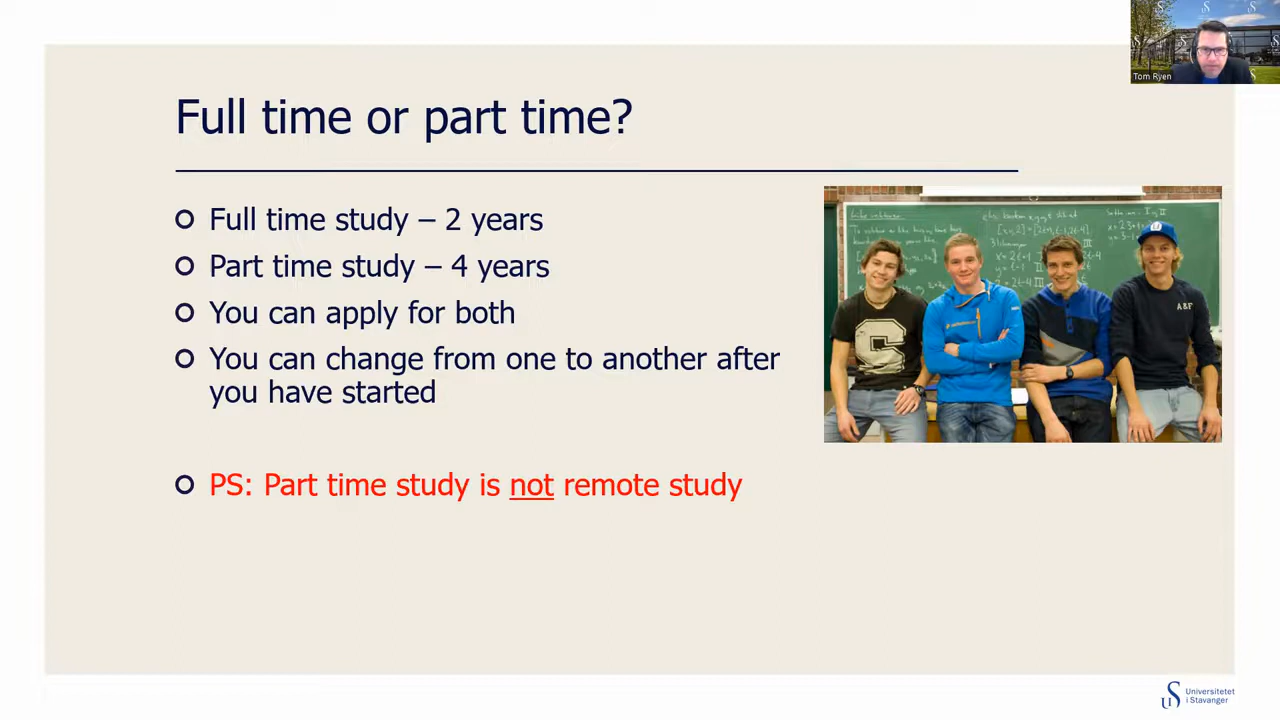 Tom Ryen
Full time or part time?
Full time study – 2 years
Part time study – 4 years
You can apply for both
You can change from one to another after
you have started
PS: Part time study is not remote study
A&F
Universitetet
i Stavanger